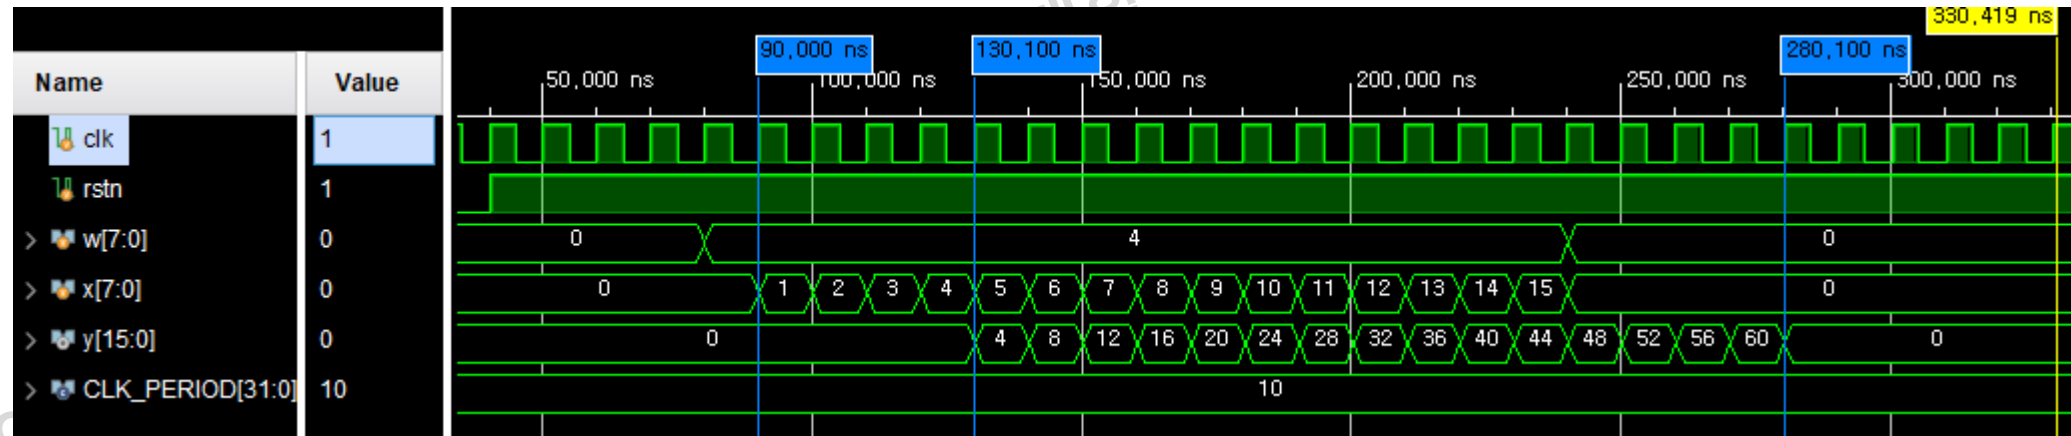 330,419 ns
90,000 ns 130,100 ns 280,100 ns
Name Value 50,000 ns 100,000 ns 150,000 ns 200,000 ns 250,000 ns 300,000 ns
clk 1
rstn 1
w[7:0] 0 0 4 0
x[7:0] 0 0 1 2 3 4 5 6 7 8 9 10 11 12 13 14 15 0
y[15:0] 0 0 4 8 12 16 20 24 28 32 36 40 44 48 52 56 60 0
CLK_PERIOD[31:0] 10 10